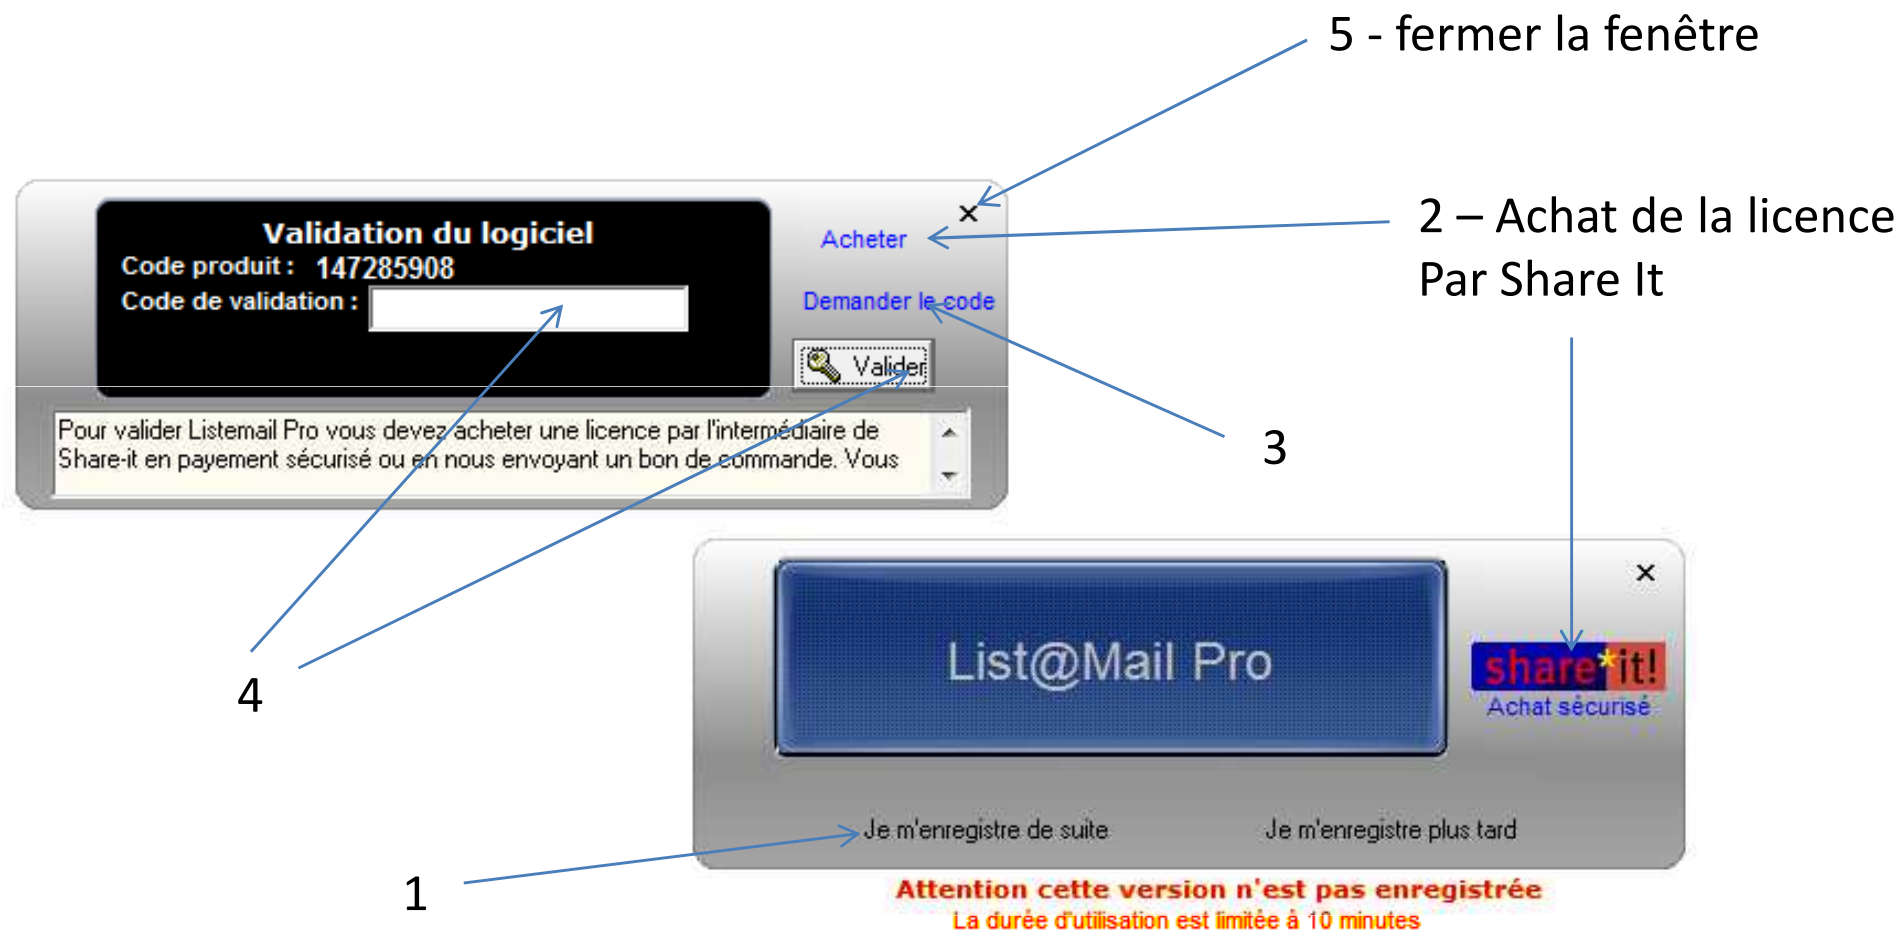 5 - fermer la fenêtre
Validation du logiciel
Code produit : 147285908
Code de validation :
Acheter
Demander le code
Valider
Pour valider Listemail Pro vous devez acheter une licence par l'intermédiaire de
Share-it en payement sécurisé ou en nous envoyant un bon de commande. Vous
2 – Achat de la licence
Par Share It
3
4
List@Mail Pro
share*it!
Achat sécurisé
Je m'enregistre de suite
Je m'enregistre plus tard
1
Attention cette version n'est pas enregistrée
La durée d'utilisation est limitée à 10 minutes